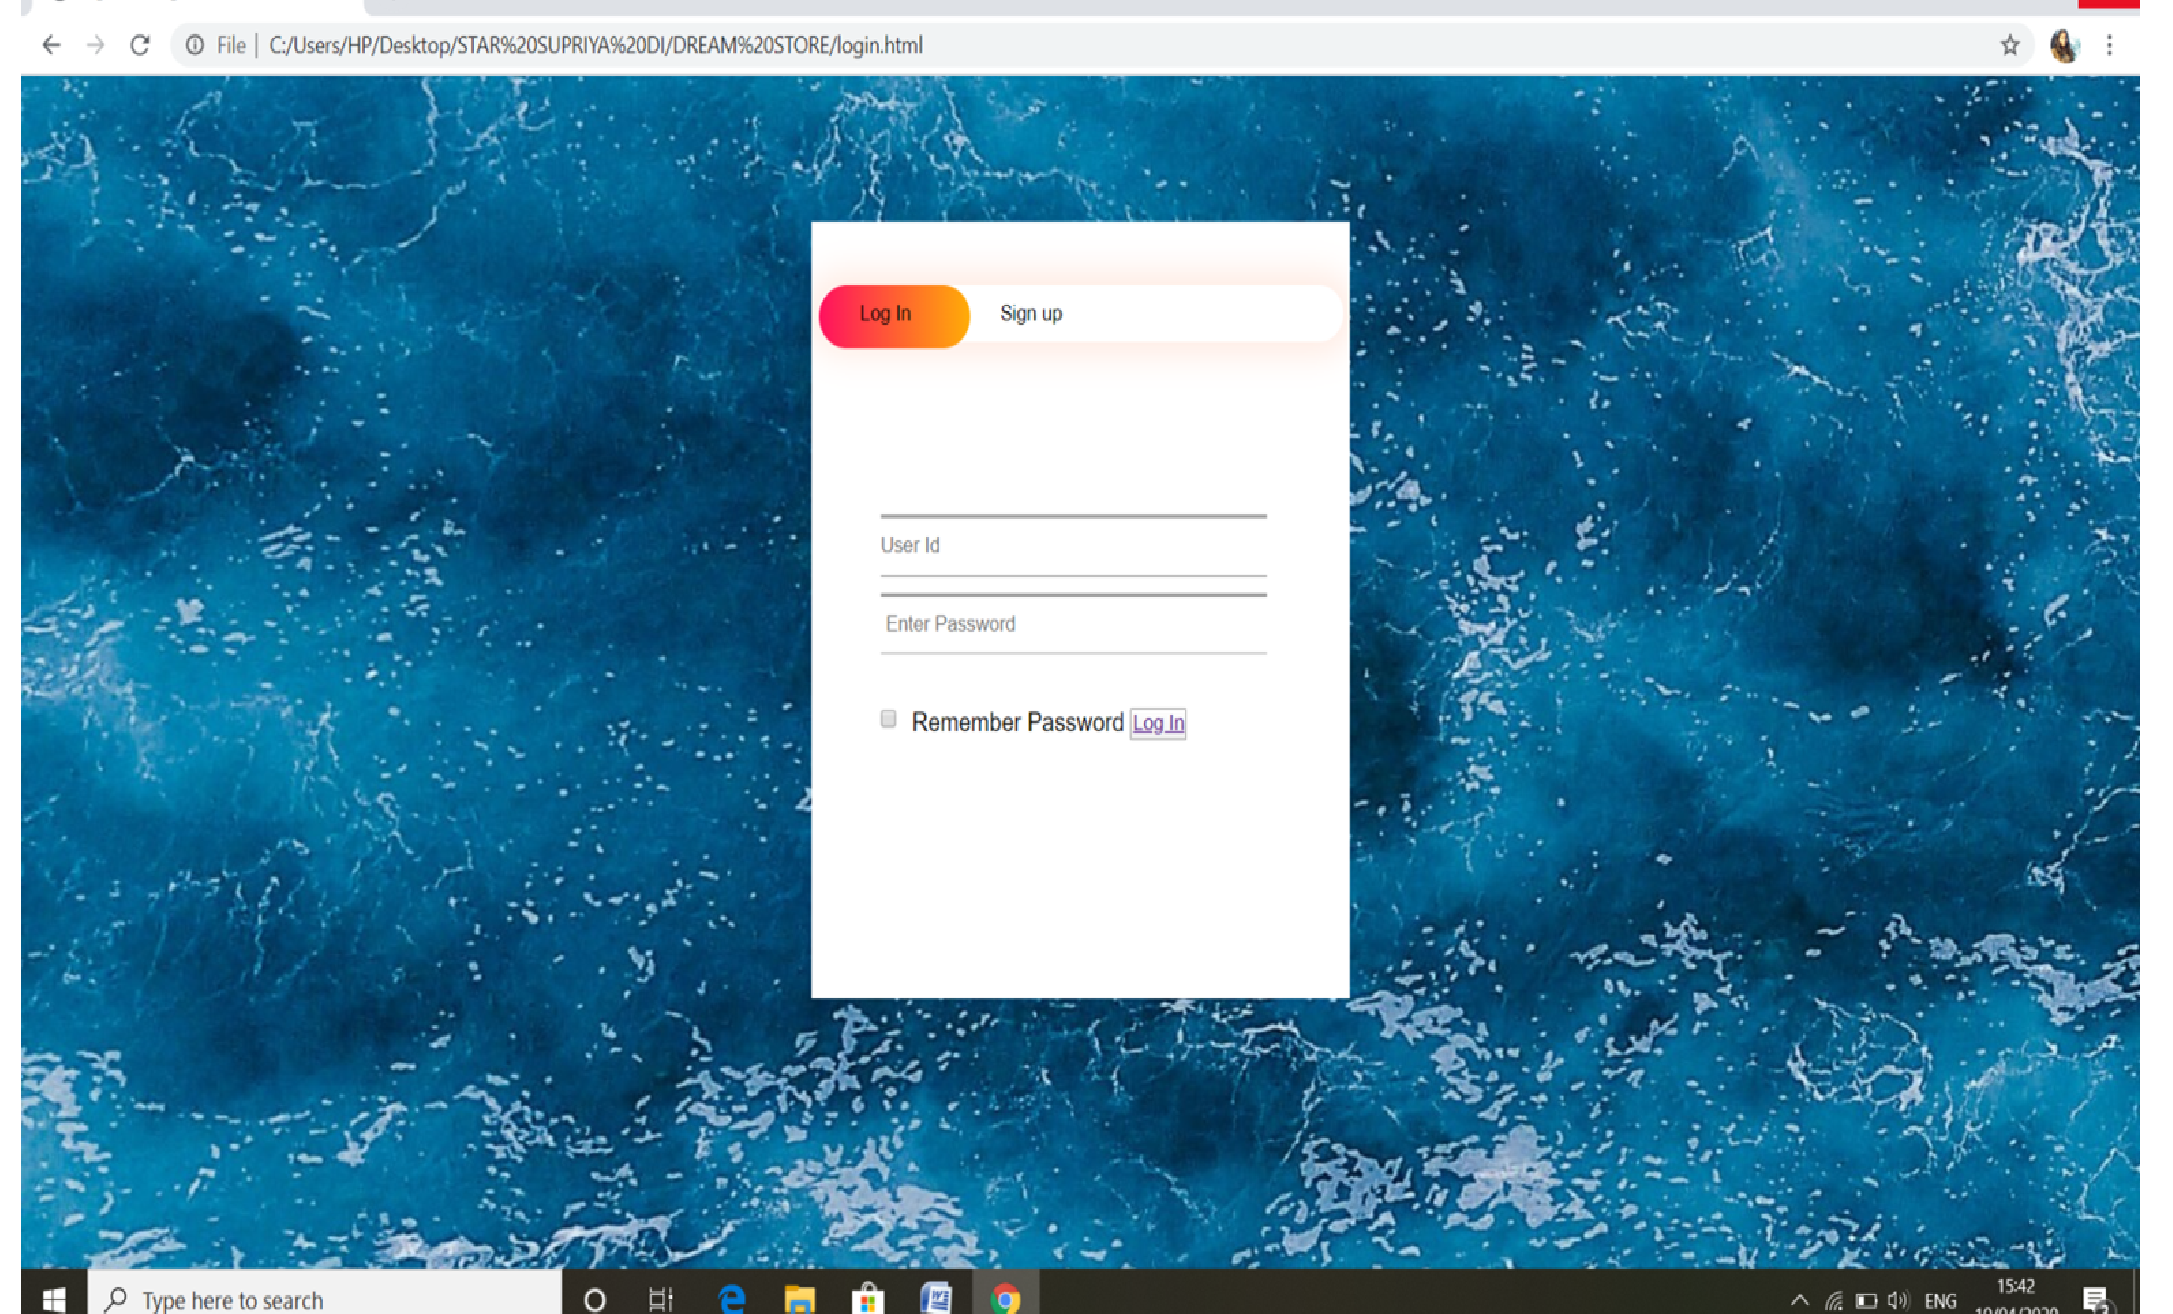 File | C:/Users/HP/Desktop/STAR%20SUPRIYA%20DI/DREAM%20STORE/login.html
Log In Sign up
User Id
Enter Password
Remember Password Log In
Type here to search
ENG 15:42